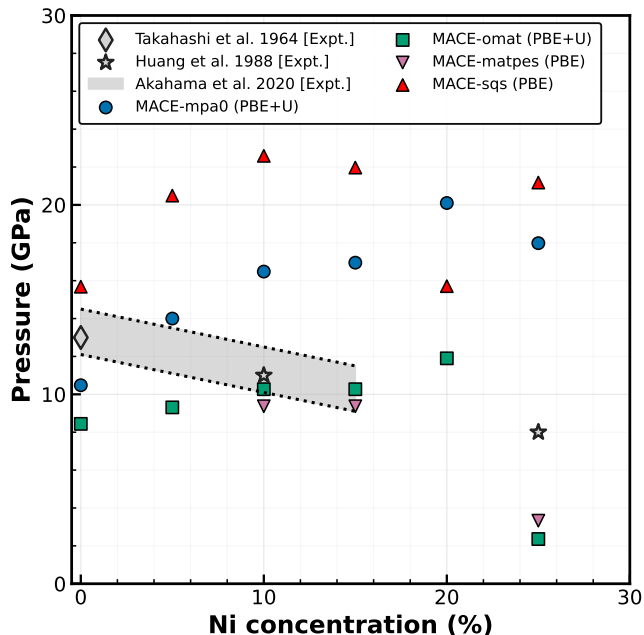 30
Takahashi et al. 1964 [Expt.]
Huang et al. 1988 [Expt.]
Akahama et al. 2020 [Expt.]
MACE-mpa0 (PBE+U)
MACE-omat (PBE+U)
MACE-matpes (PBE)
MACE-sqs (PBE)
20
10
0
Pressure (GPa)
0 10 20 30
Ni concentration (%)